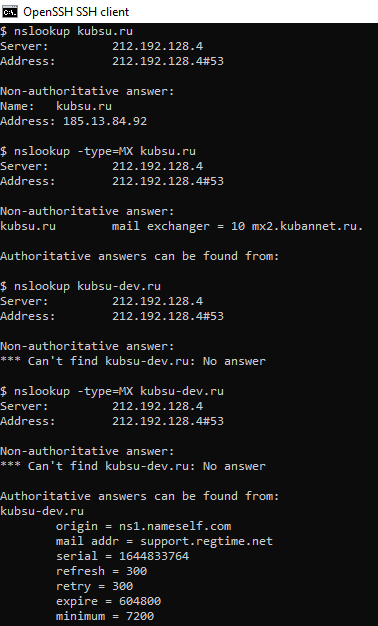 OpenSSH SSH client
$ nslookup kubsu.ru
Server: 212.192.128.4
Address: 212.192.128.4#53
Non-authoritative answer:
Name: kubsu.ru
Address: 185.13.84.92
$ nslookup -type=MX kubsu.ru
Server: 212.192.128.4
Address: 212.192.128.4#53
Non-authoritative answer:
kubsu.ru mail exchanger = 10 mx2.kubannet.ru.
Authoritative answers can be found from:
$ nslookup kubsu-dev.ru
Server: 212.192.128.4
Address: 212.192.128.4#53
Non-authoritative answer:
*** Can't find kubsu-dev.ru: No answer
$ nslookup -type=MX kubsu-dev.ru
Server: 212.192.128.4
Address: 212.192.128.4#53
Non-authoritative answer:
*** Can't find kubsu-dev.ru: No answer
Authoritative answers can be found from:
kubsu-dev.ru
origin = ns1.nameself.com
mail addr = support.regtime.net
serial = 1644833764
refresh = 300
retry = 300
expire = 604800
minimum = 7200